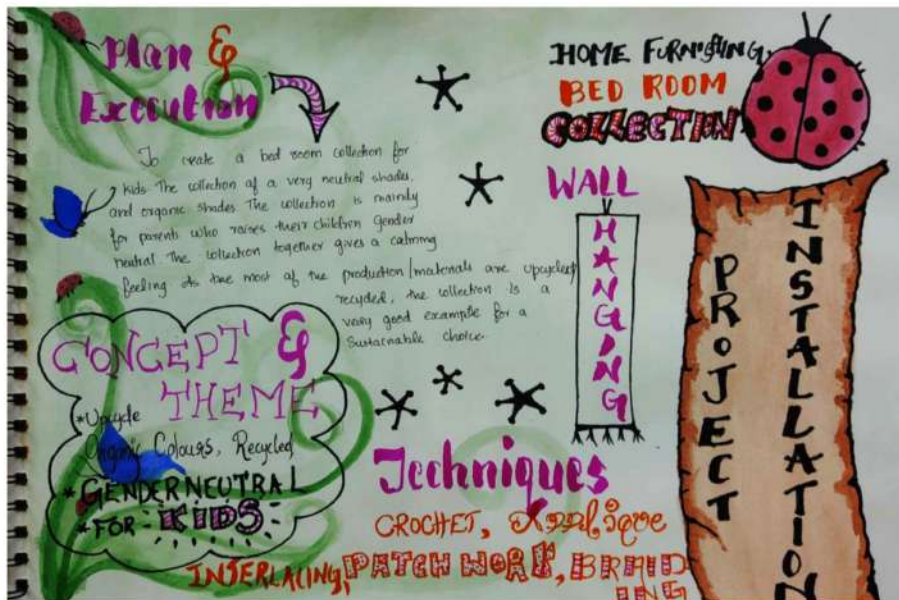 Plan &
Execution
To create a bed room collection for
kids. The collection of a very neutral shades,
and organic shades The collection is mainly
for parents who raises their children gender
neutral The collection together gives a calming
feeling As the most of the production/materials are upcycled/
recycled, the collection is a
very good example for a
Sustainable choice.
HOME FURNISHING,
BED ROOM
COLLECTION
WALL
HANGING
PROJECT
INSTALLATION
CONCEPT &
THEME
*Upcycle
Organic Colours, Recycled
*GENDERNEUTRAL
*FOR KIDS
Techniques
CROCHET, Applique
INTERLACING, PATCH WORK, BRAID-
ING